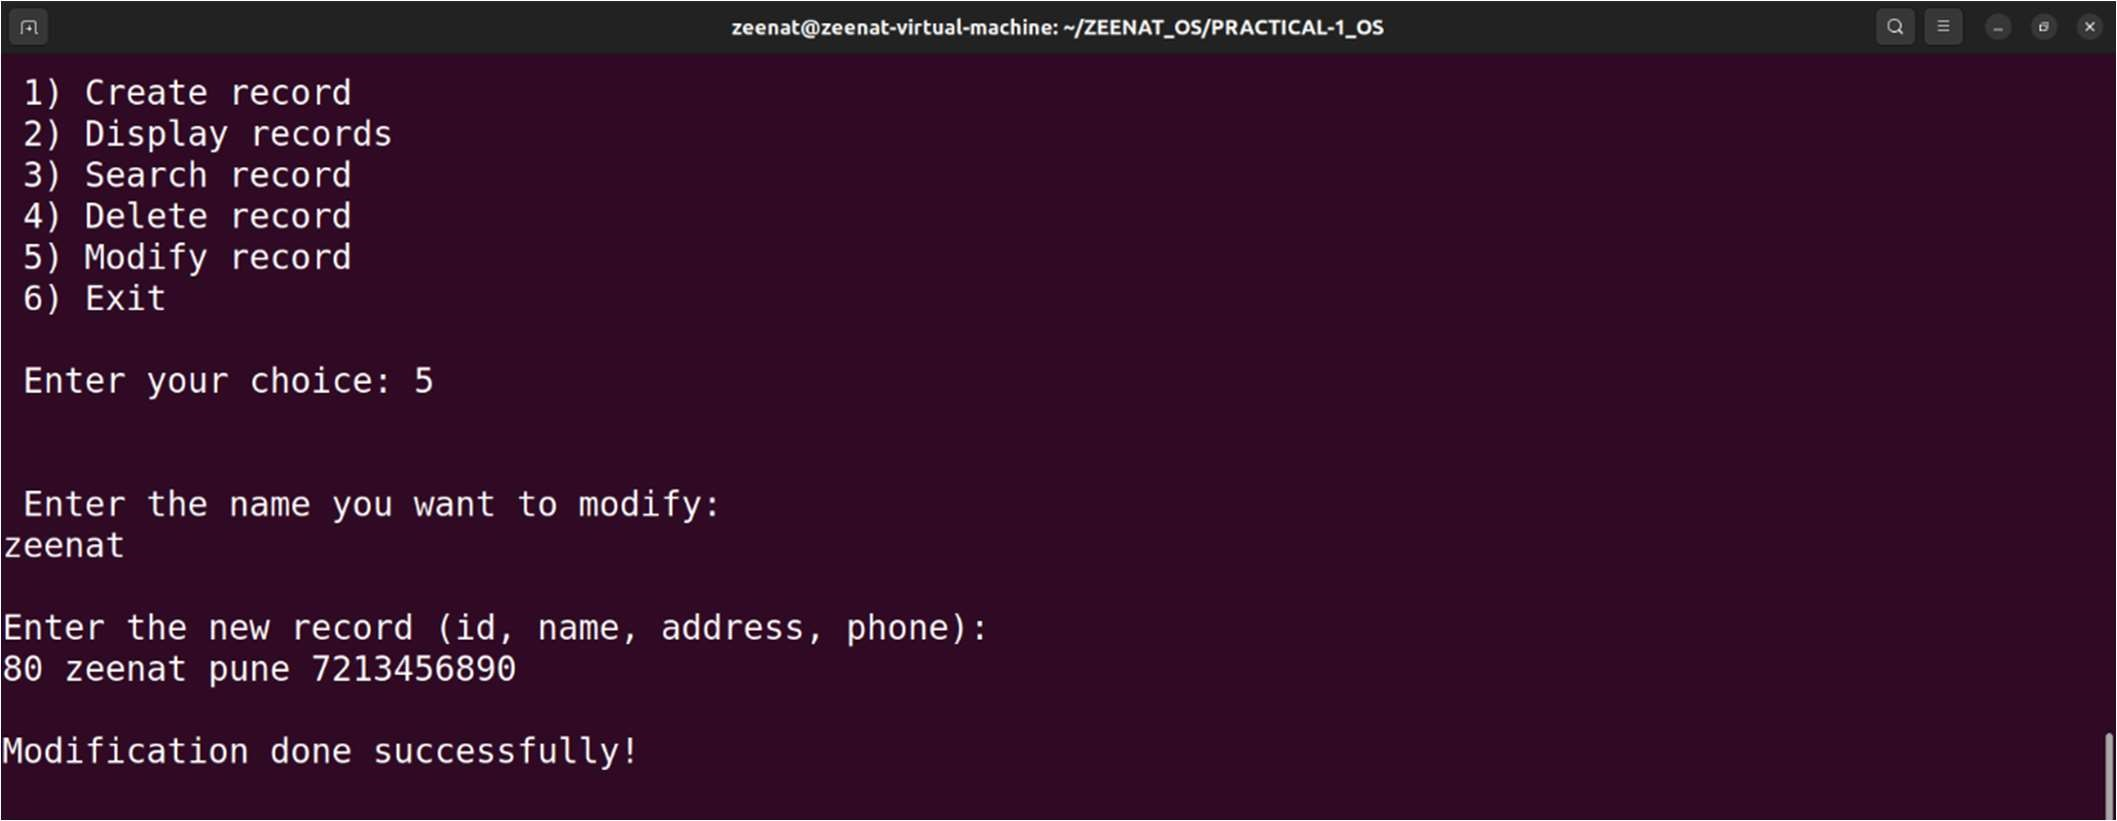 zeenat@zeenat-virtual-machine: ~/ZEENAT_OS/PRACTICAL-1_OS
1) Create record
2) Display records
3) Search record
4) Delete record
5) Modify record
6) Exit
Enter your choice: 5
Enter the name you want to modify:
zeenat
Enter the new record (id, name, address, phone):
80 zeenat pune 7213456890
Modification done successfully!